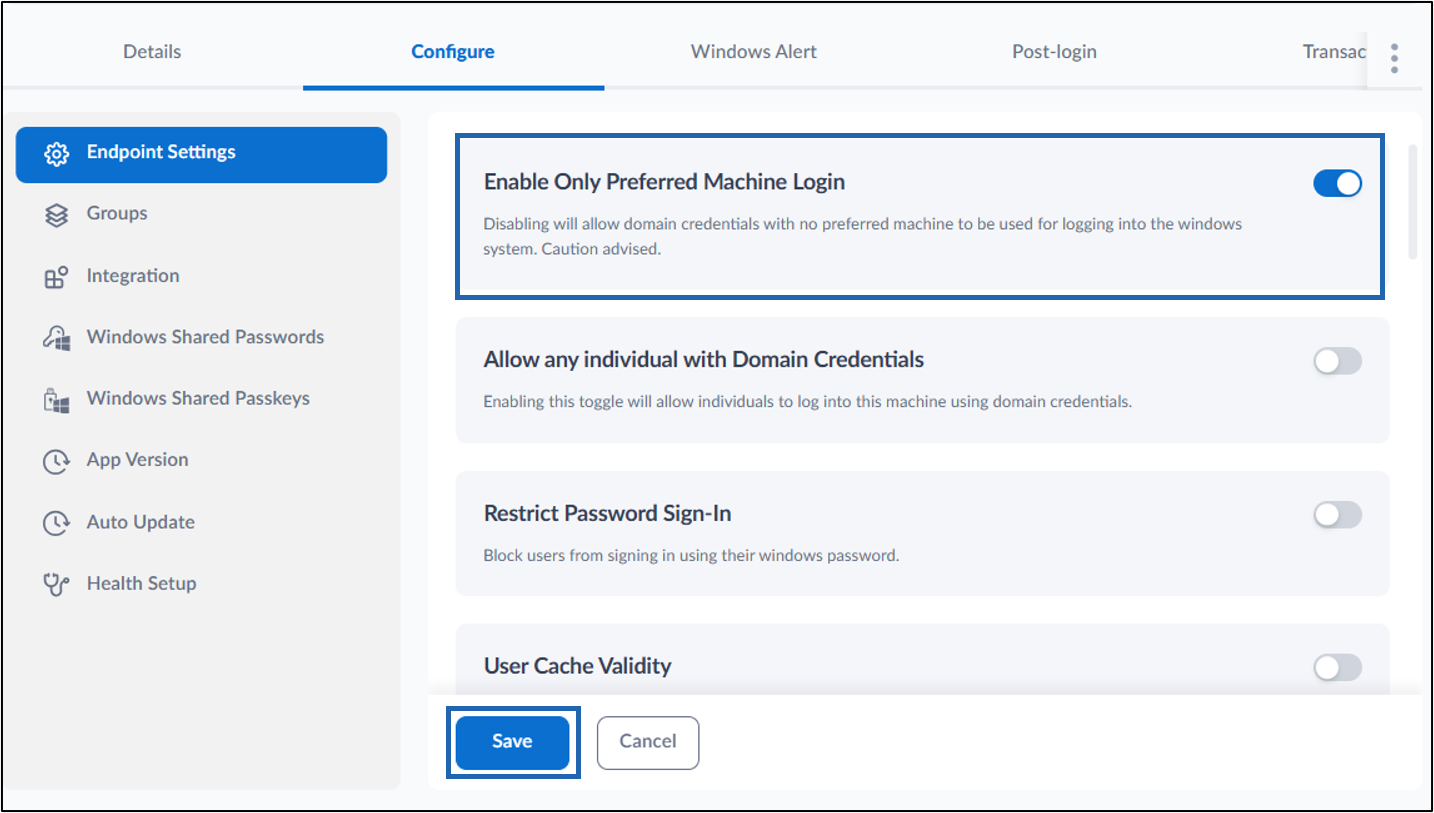 Details
Configure
Windows Alert
Post-login
Transac
Endpoint Settings
Groups
Integration
Windows Shared Passwords
Windows Shared Passkeys
App Version
Auto Update
Health Setup
Enable Only Preferred Machine Login
Disabling will allow domain credentials with no preferred machine to be used for logging into the windows
system. Caution advised.
Allow any individual with Domain Credentials
Enabling this toggle will allow individuals to log into this machine using domain credentials.
Restrict Password Sign-In
Block users from signing in using their windows password.
User Cache Validity
Save
Cancel